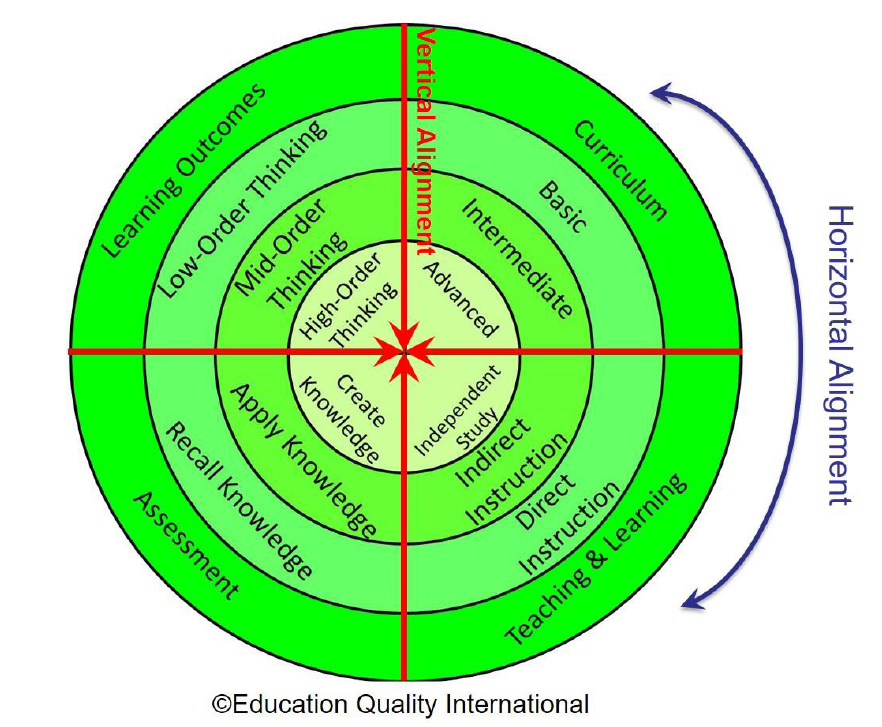 Vertical Alignment
Learning Outcomes
Low-Order Thinking
Mid-Order
Thinking
High-Order
Thinking
Curriculum
Basic
Intermediate
Advanced
Horizontal Alignment
Create
Knowledge
Apply Knowledge
Recall Knowledge
Assessment
Independent
Study
Indirect
Instruction
Direct
Instruction
Teaching & Learning
©Education Quality International